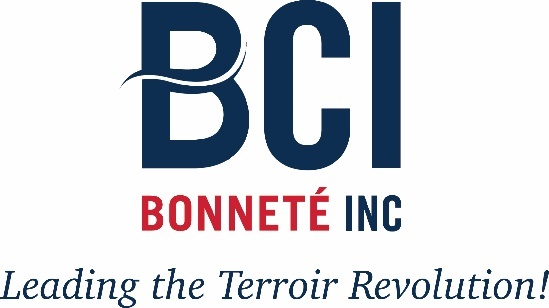 BCI
BONNETÉ INC
Leading the Terroir Revolution!